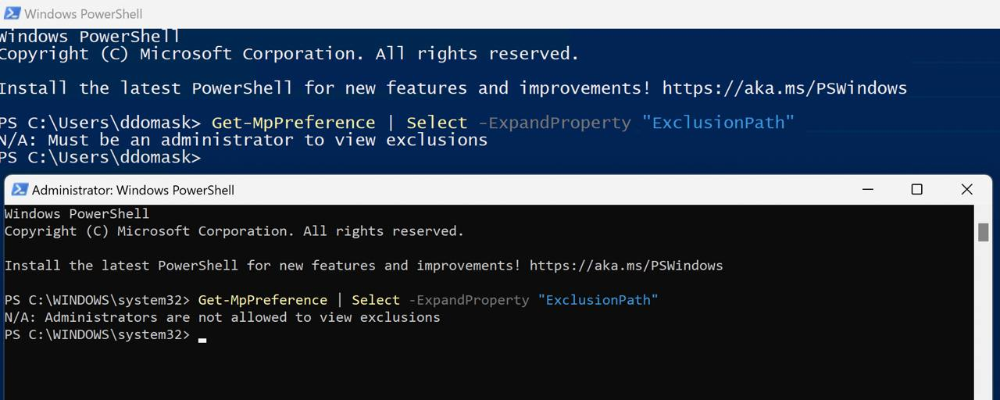 Windows PowerShell
Windows PowerShell
Copyright (C) Microsoft Corporation. All rights reserved.
Install the latest PowerShell for new features and improvements! https://aka.ms/PSWindows
PS C:\Users\ddomask> Get-MpPreference | Select -ExpandProperty "ExclusionPath"
N/A: Must be an administrator to view exclusions
PS C:\Users\ddomask>
Administrator: Windows PowerShell
Windows PowerShell
Copyright (C) Microsoft Corporation. All rights reserved.
Install the latest PowerShell for new features and improvements! https://aka.ms/PSWindows
PS C:\WINDOWS\system32> Get-MpPreference | Select -ExpandProperty "ExclusionPath"
N/A: Administrators are not allowed to view exclusions
PS C:\WINDOWS\system32>